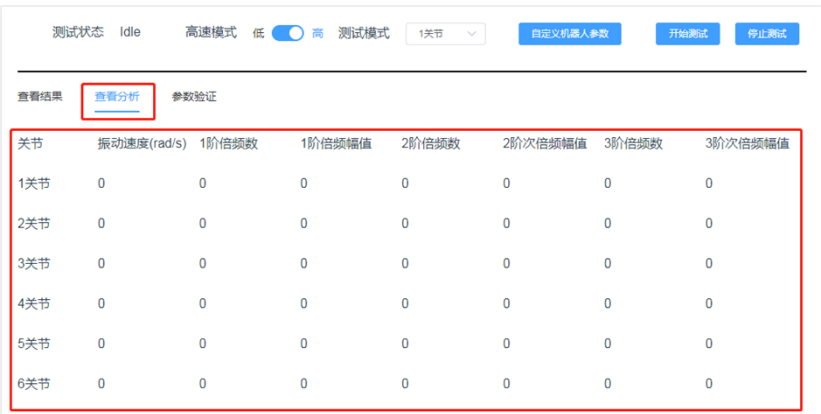 测试状态 Idle 高速模式 低 高 测试模式 1关节 自定义机器人参数 开始测试 停止测试
查看结果 查看分析 参数验证
关节 振动速度(rad/s) 1阶倍频数 1阶倍频幅值 2阶倍频数 2阶次倍频幅值 3阶倍频数 3阶次倍频幅值
1关节 0 0 0 0 0 0 0
2关节 0 0 0 0 0 0 0
3关节 0 0 0 0 0 0 0
4关节 0 0 0 0 0 0 0
5关节 0 0 0 0 0 0 0
6关节 0 0 0 0 0 0 0